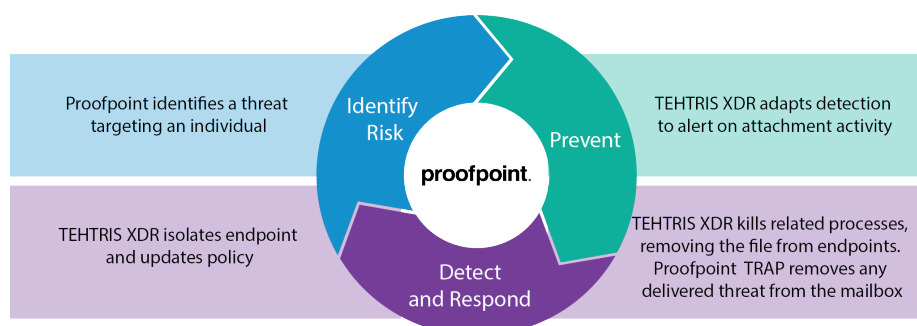 Proofpoint identifies a threat
targeting an individual
Identify
Risk
Prevent
TEHTRIS XDR adapts detection
to alert on attachment activity
proofpoint.
TEHTRIS XDR isolates endpoint
and updates policy
Detect
and Respond
TEHTRIS XDR kills related processes,
removing the file from endpoints.
Proofpoint TRAP removes any
delivered threat from the mailbox